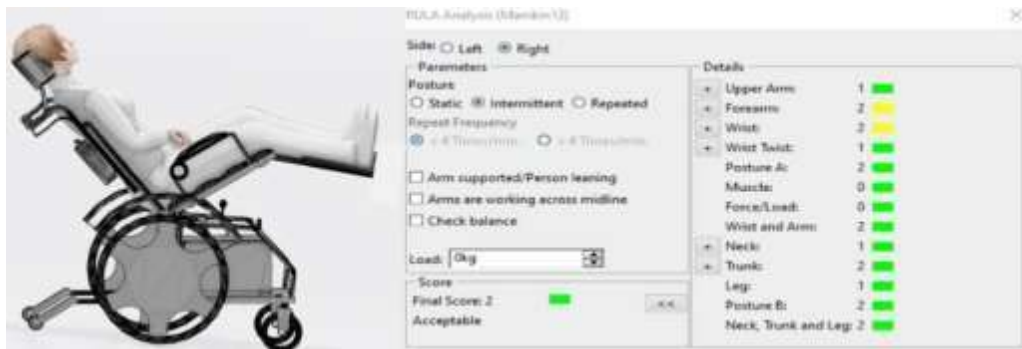 RULA Analysis (Manikin12)
Side: Left Right
Parameters
Posture
Static Intermittent Repeated
Repeat Frequency
Arm supported/Person leaning
Arms are working across midline
Check balance
Load: 0kg
Score
Final Score: 2
<<
Acceptable
Details
+ Upper Arm: 1
+ Forearm: 2
+ Wrist: 2
+ Wrist Twist: 1
Posture A: 2
Muscle: 0
Force/Load: 0
Wrist and Arm: 2
+ Neck: 1
+ Trunk: 2
Leg: 1
Posture B: 2
Neck, Trunk and Leg: 2